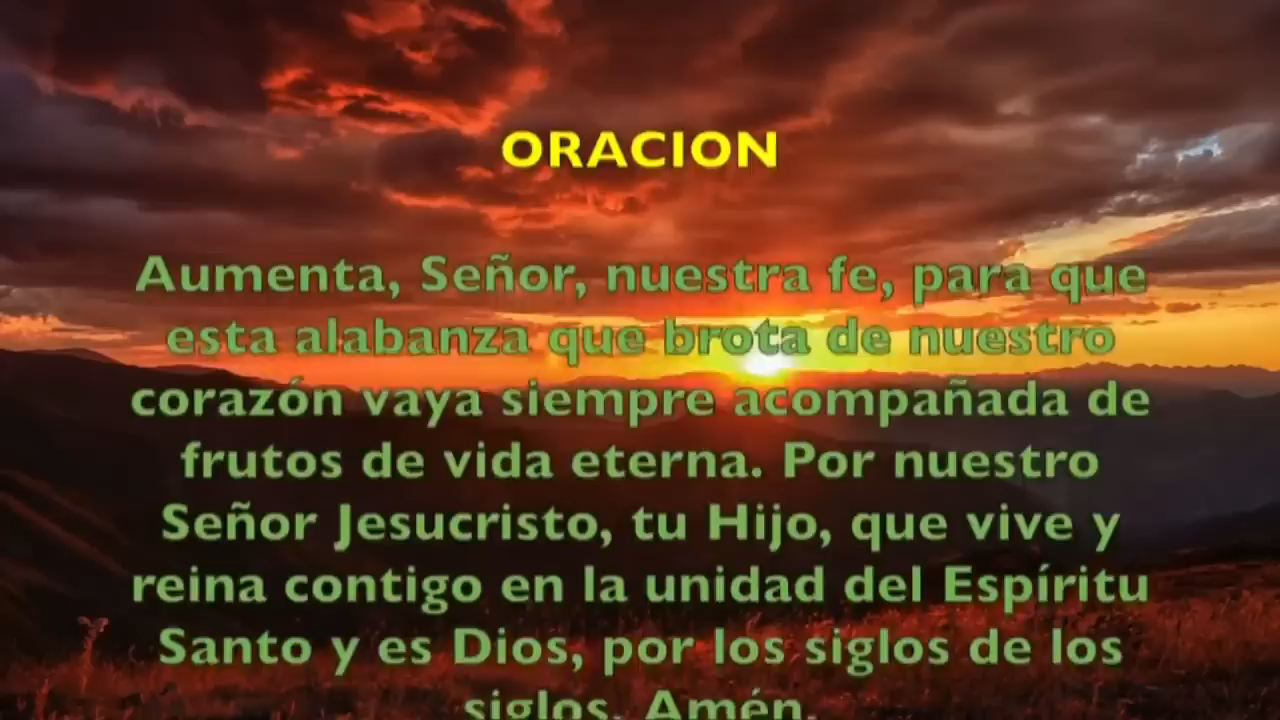 ORACION
Aumenta, Señor, nuestra fe, para que
esta alabanza que brota de nuestro
corazón vaya siempre acompañada de
frutos de vida eterna. Por nuestro
Señor Jesucristo, tu Hijo, que vive y
reina contigo en la unidad del Espíritu
Santo y es Dios, por los siglos de los
siglos. Amén.